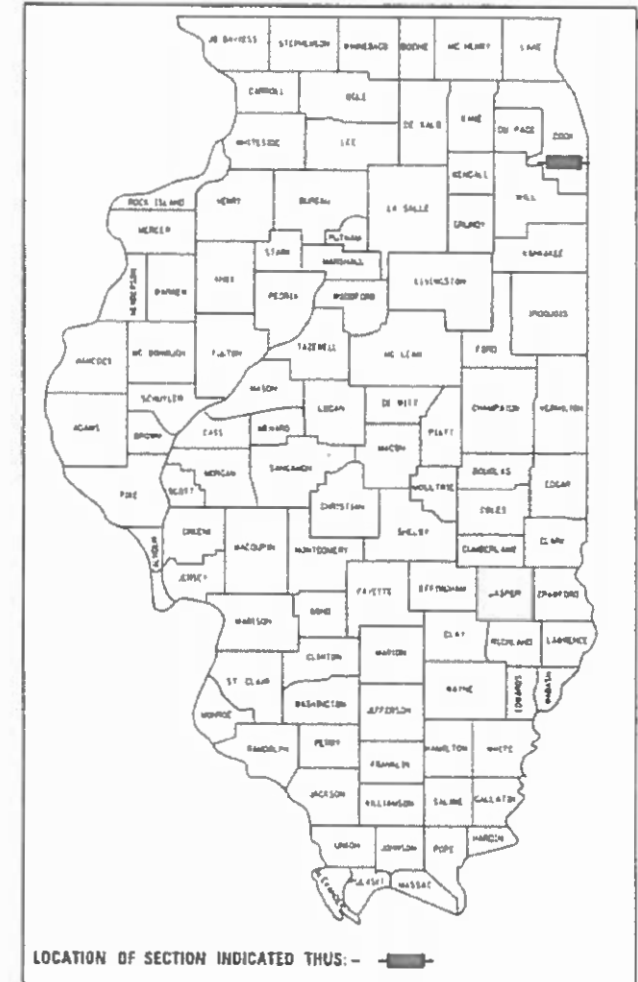 JO DAVIESS STEPHENSON WINNEBAGO BOONE MC HENRY LAKE
CARROLL OGLE DE KALB KANE DU PAGE COOK
WHITESIDE LEE
KENDALL WILL
ROCK ISLAND HENRY BUREAU LA SALLE GRUNDY
MERCER PUTNAM KANKAKEE
STARK MARSHALL
HENDERSON WARREN KNOX PEORIA WOODFORD LIVINGSTON IROQUOIS
HANCOCK MC DONOUGH FULTON TAZEWELL MC LEAN FORD
MASON
SCHUYLER LOGAN DE WITT CHAMPAIGN VERMILION
ADAMS BROWN CASS MENARD MACON PIATT
MORGAN SANGAMON DOUGLAS EDGAR
PIKE SCOTT MOULTRIE
CHRISTIAN COLES
GREENE SHELBY CLARK
CALHOUN MACOUPIN MONTGOMERY CUMBERLAND
JERSEY
FAYETTE EFFINGHAM JASPER CRAWFORD
MADISON BOND
CLAY RICHLAND LAWRENCE
CLINTON MARION
ST CLAIR WAYNE EDWARDS WABASH
WASHINGTON JEFFERSON
MONROE
RANDOLPH PERRY HAMILTON WHITE
FRANKLIN
JACKSON WILLIAMSON SALINE GALLATIN
UNION JOHNSON POPE HARDIN
ALEXANDER PULASKI MASSAC
LOCATION OF SECTION INDICATED THUS: -